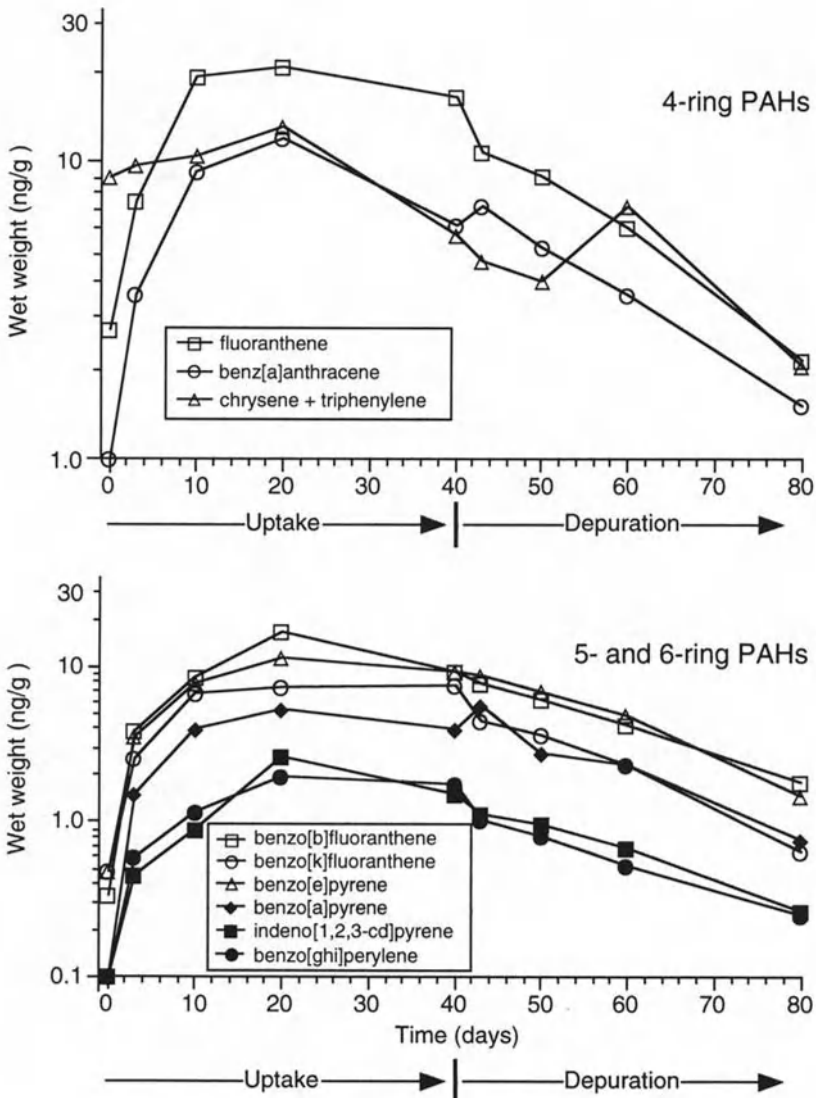 30
4-ring PAHs
10
Wet weight (ng/g)
fluoranthene
benz[a]anthracene
chrysene + triphenylene
1.0
0 10 20 30 40 50 60 70 80
Uptake Depuration
30
5- and 6-ring PAHs
10
Wet weight (ng/g )
1.0
benzo[b]fluoranthene
benzo[k]fluoranthene
benzo[e]pyrene
benzo[a]pyrene
indeno[1,2,3-cd]pyrene
benzo[ghi]perylene
0.1
0 10 20 30 40 50 60 70 80
Time (days)
Uptake Depuration